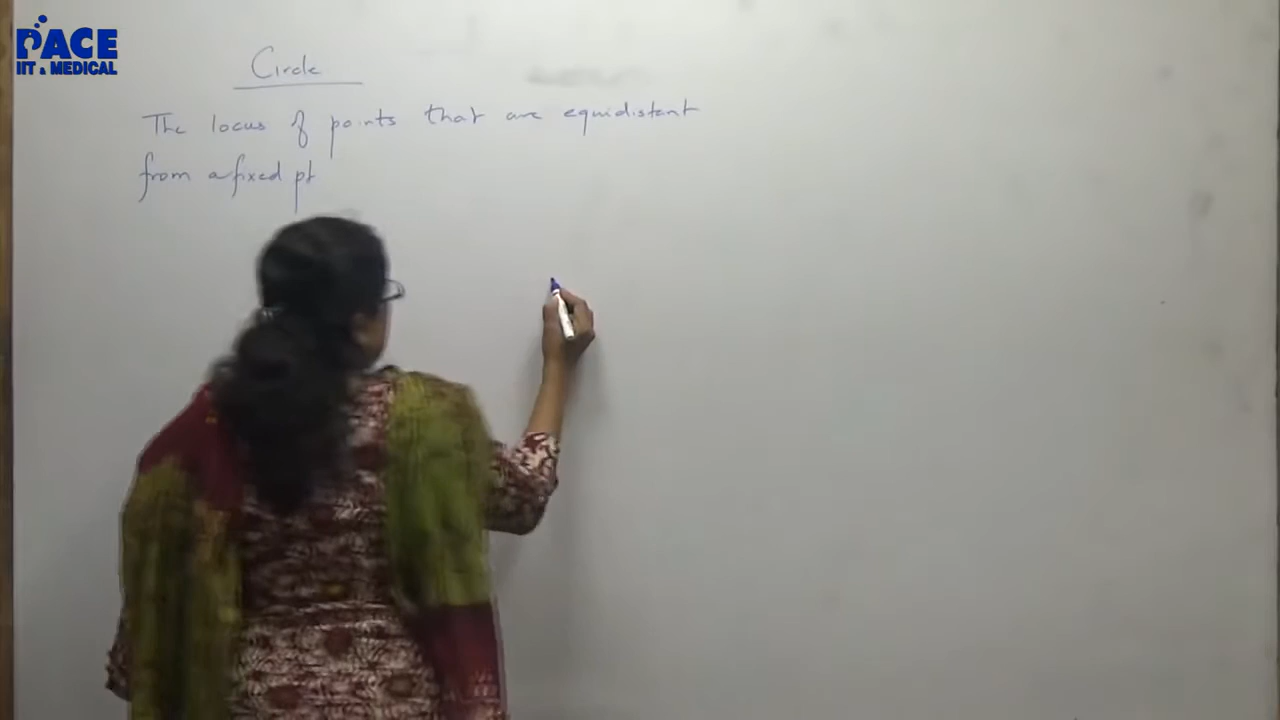 PACE
IIT & MEDICAL
Circle
The locus of points that are equidistant
from a fixed pt